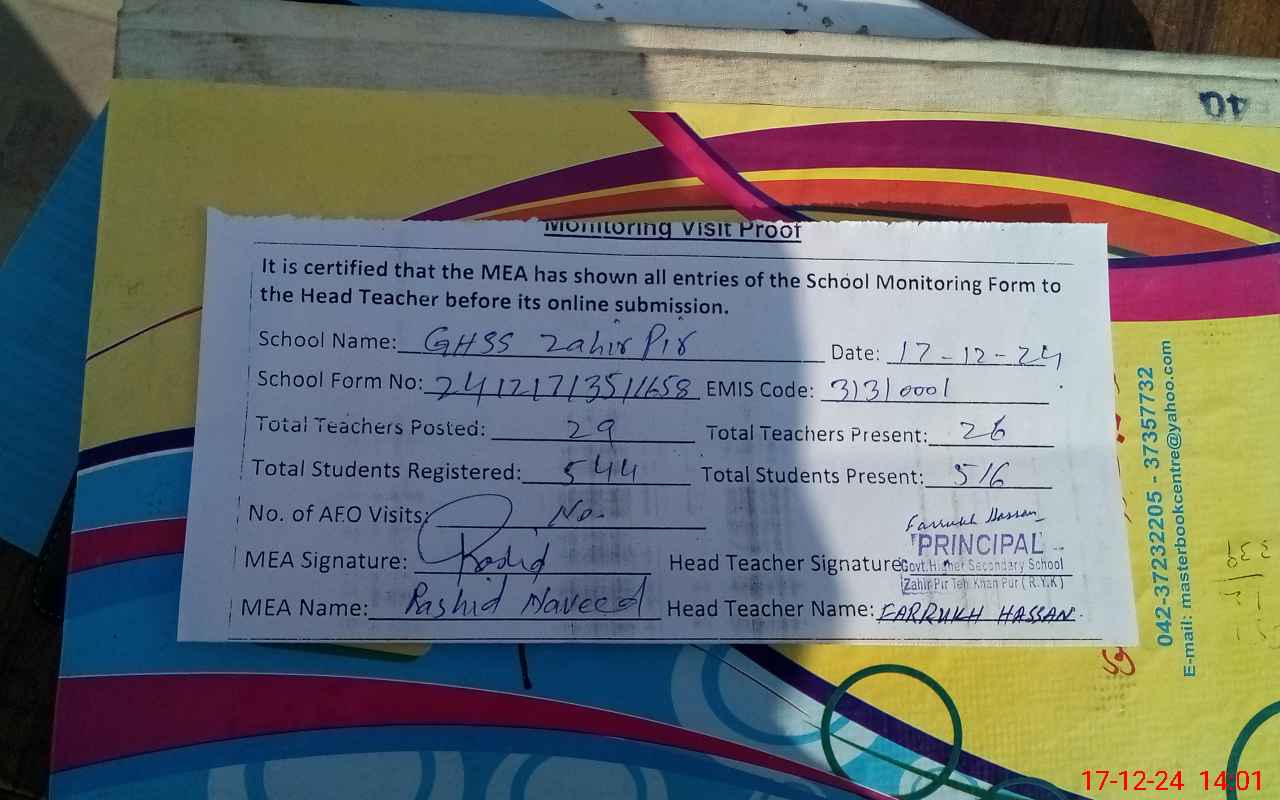 Monitoring Visit Proof
It is certified that the MEA has shown all entries of the School Monitoring Form to
the Head Teacher before its online submission.
School Name: GHSS Zahir Pir Date: 17-12-24
School Form No: 24121713511658 EMIS Code: 31310001
Total Teachers Posted: 29 Total Teachers Present: 26
Total Students Registered: 544 Total Students Present: 516
No. of AEO Visits: No.
Farrukh Hassan
MEA Signature: Rashid Head Teacher Signature:
PRINCIPAL
Govt. Higher Secondary School
Zahir Pir Teh. Khan Pur (R.Y.K)
MEA Name: Rashid Naveed Head Teacher Name: FARRUKH HASSAN.
042-37232205 - 37357732
E-mail: masterbookcentre@yahoo.com
40
17-12-24 14:01